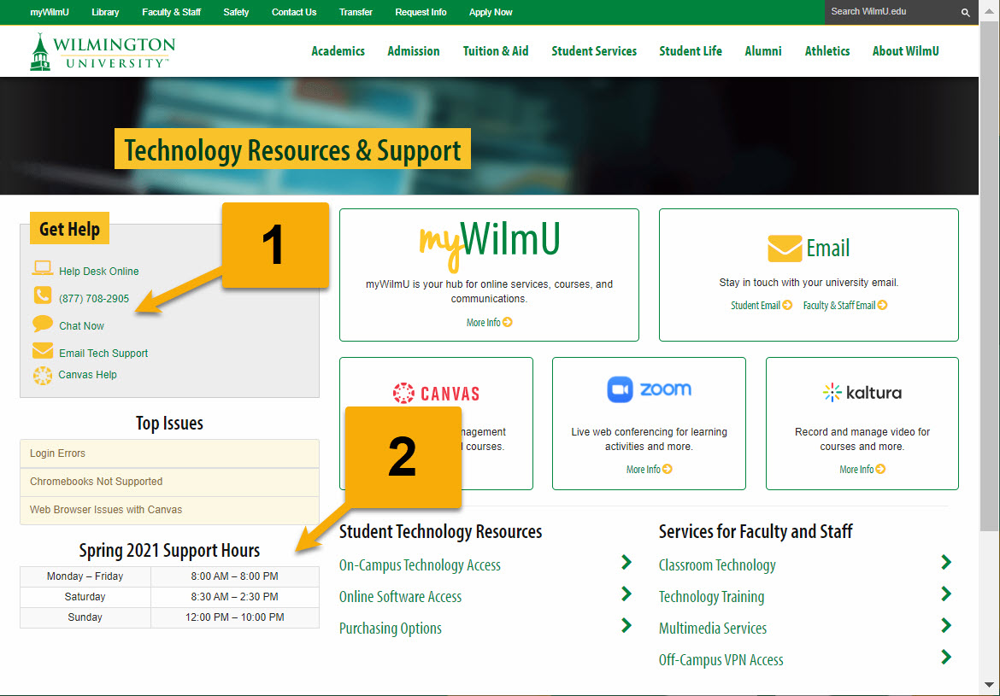 myWilmU Library Faculty & Staff Safety Contact Us Transfer Request Info Apply Now Search WilmU.edu
WILMINGTON
UNIVERSITY™
Academics Admission Tuition & Aid Student Services Student Life Alumni Athletics About WilmU
Technology Resources & Support
Get Help
Help Desk Online
(877) 708-2905
Chat Now
Email Tech Support
Canvas Help
1
Top Issues
Login Errors
Chromebooks Not Supported
Web Browser Issues with Canvas
Spring 2021 Support Hours
Monday – Friday 8:00 AM – 8:00 PM
Saturday 8:30 AM – 2:30 PM
Sunday 12:00 PM – 10:00 PM
myWilmU
myWilmU is your hub for online services, courses, and
communications.
More Info
Email
Stay in touch with your university email.
Student Email Faculty & Staff Email
CANVAS
courses.
2
zoom
Live web conferencing for learning
activities and more.
More Info
kaltura
Record and manage video for
courses and more.
More Info
Student Technology Resources
On-Campus Technology Access
Online Software Access
Purchasing Options
Services for Faculty and Staff
Classroom Technology
Technology Training
Multimedia Services
Off-Campus VPN Access